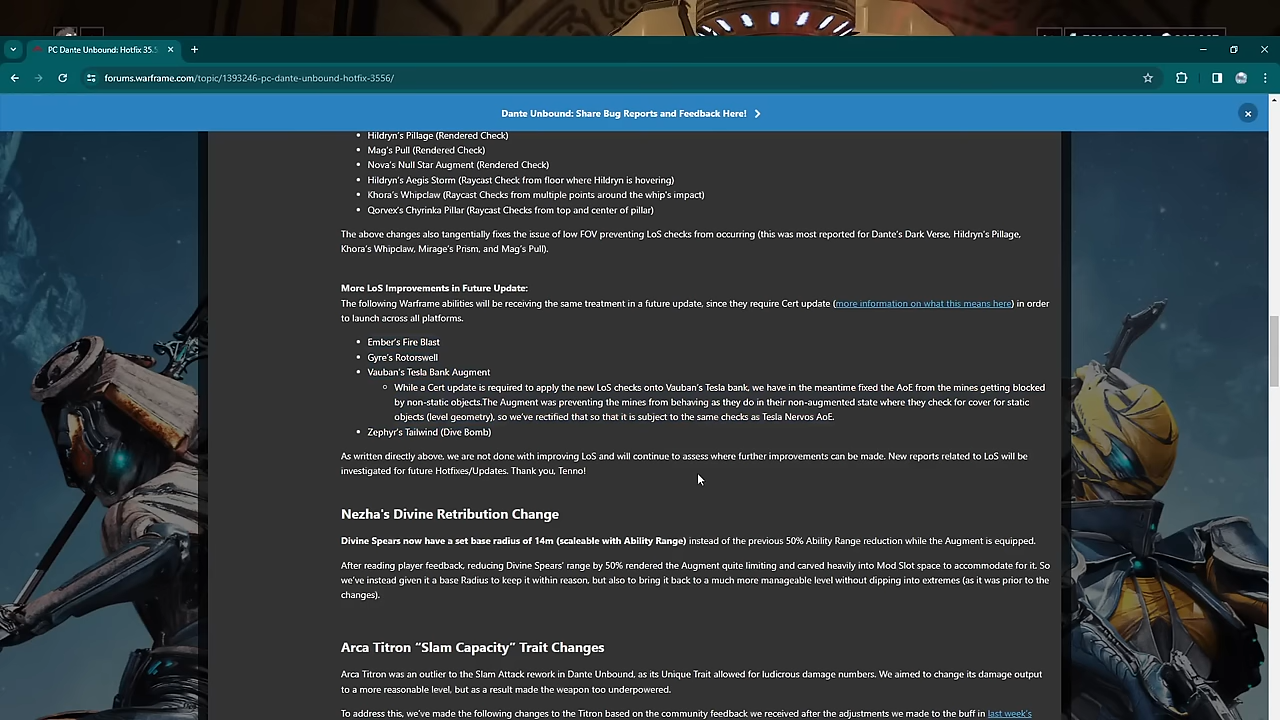 PC Dante Unbound: Hotfix 35.5
forums.warframe.com/topic/1393246-pc-dante-unbound-hotfix-3556/
Dante Unbound: Share Bug Reports and Feedback Here!
Hildryn's Pillage (Rendered Check)
Mag's Pull (Rendered Check)
Nova's Null Star Augment (Rendered Check)
Hildryn's Aegis Storm (Raycast Check from floor where Hildryn is hovering)
Khora's Whipclaw (Raycast Checks from multiple points around the whip's impact)
Qorvex's Chyrinka Pillar (Raycast Checks from top and center of pillar)
The above changes also tangentially fixes the issue of low FOV preventing LoS checks from occurring (this was most reported for Dante's Dark Verse, Hildryn's Pillage,
Khora's Whipclaw, Mirage's Prism, and Mag's Pull).
More LoS Improvements in Future Update:
The following Warframe abilities will be receiving the same treatment in a future update, since they require Cert update (more information on what this means here) in order
to launch across all platforms.
Ember's Fire Blast
Gyre's Rotorswell
Vauban's Tesla Bank Augment
While a Cert update is required to apply the new LoS checks onto Vauban's Tesla bank, we have in the meantime fixed the AoE from the mines getting blocked
by non-static objects.The Augment was preventing the mines from behaving as they do in their non-augmented state where they check for cover for static
objects (level geometry), so we've rectified that so that it is subject to the same checks as Tesla Nervos AoE.
Zephyr's Tailwind (Dive Bomb)
As written directly above, we are not done with improving LoS and will continue to assess where further improvements can be made. New reports related to LoS will be
investigated for future Hotfixes/Updates. Thank you, Tenno!
Nezha's Divine Retribution Change
Divine Spears now have a set base radius of 14m (scaleable with Ability Range) instead of the previous 50% Ability Range reduction while the Augment is equipped.
After reading player feedback, reducing Divine Spears' range by 50% rendered the Augment quite limiting and carved heavily into Mod Slot space to accommodate for it. So
we've instead given it a base Radius to keep it within reason, but also to bring it back to a much more manageable level without dipping into extremes (as it was prior to the
changes).
Arca Titron “Slam Capacity” Trait Changes
Arca Titron was an outlier to the Slam Attack rework in Dante Unbound, as its Unique Trait allowed for ludicrous damage numbers. We aimed to change its damage output
to a more reasonable level, but as a result made the weapon too underpowered.
To address this, we've made the following changes to the Titron based on the community feedback we received after the adjustments we made to the buff in last week's